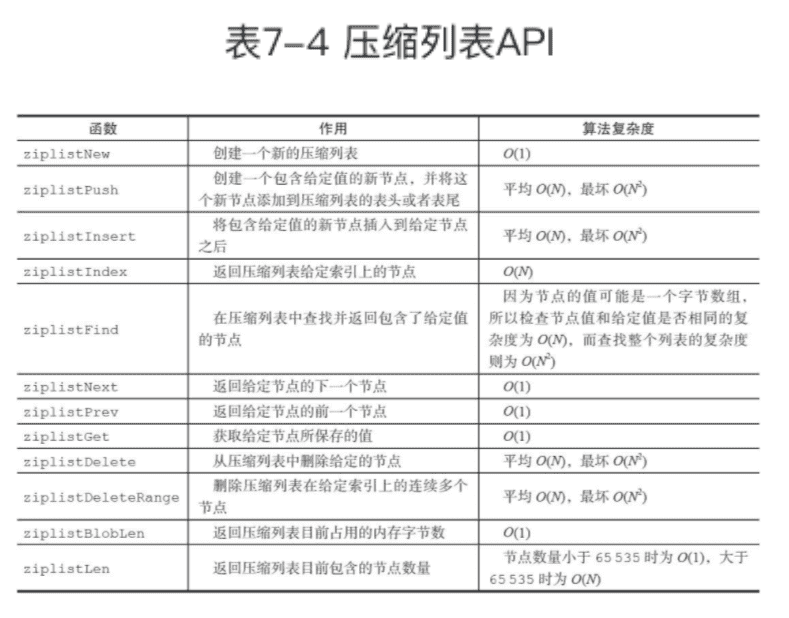 表7–4 压缩列表API
函数 作用 算法复杂度
ziplistNew 创建一个新的压缩列表 O(1)
ziplistPush 创建一个包含给定值的新节点，并将这
个新节点添加到压缩列表的表头或者表尾 平均 O(N)，最坏 O(N²)
ziplistInsert 将包含给定值的新节点插入到给定节点
之后 平均 O(N)，最坏 O(N²)
ziplistIndex 返回压缩列表给定索引上的节点 O(N)
ziplistFind 在压缩列表中查找并返回包含了给定值
的节点
因为节点的值可能是一个字节数组，
所以检查节点值和给定值是否相同的复
杂度为 O(N)，而查找整个列表的复杂度
则为 O(N²)
ziplistNext 返回给定节点的下一个节点 O(1)
ziplistPrev 返回给定节点的前一个节点 O(1)
ziplistGet 获取给定节点所保存的值 O(1)
ziplistDelete 从压缩列表中删除给定的节点 平均 O(N)，最坏 O(N²)
ziplistDeleteRange 删除压缩列表在给定索引上的连续多个
节点 平均 O(N)，最坏 O(N²)
ziplistBlobLen 返回压缩列表目前占用的内存字节数 O(1)
ziplistLen 返回压缩列表目前包含的节点数量 节点数量小于 65 535 时为 O(1)，大于
65 535 时为 O(N)